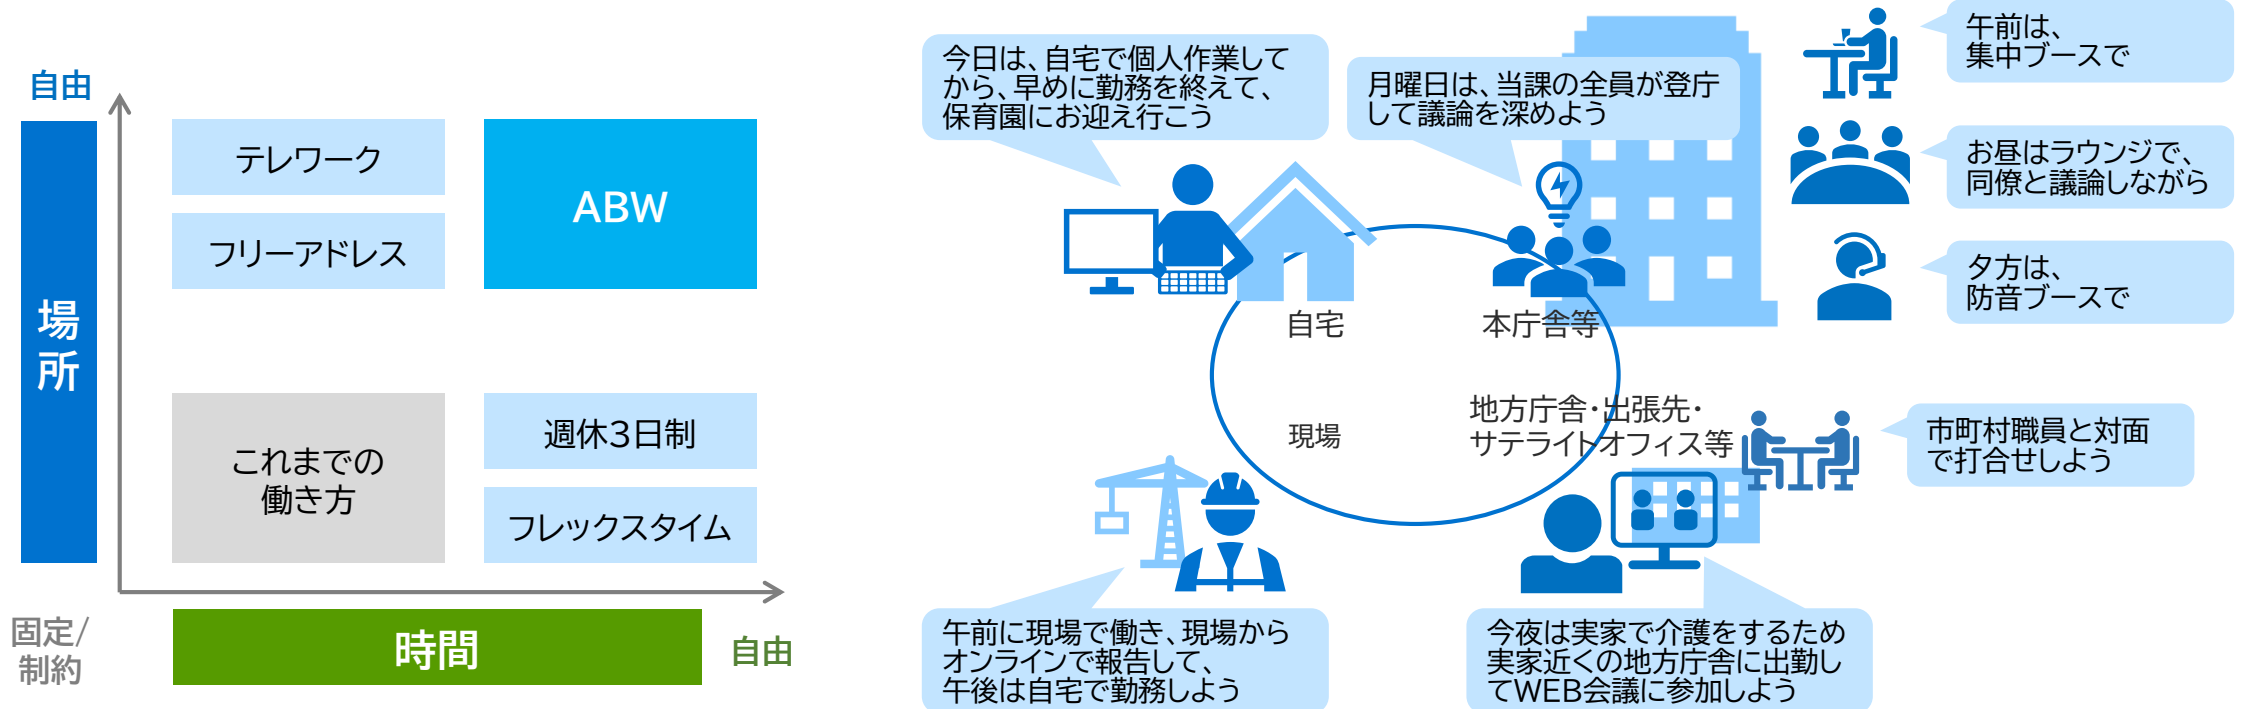 自由
場所
テレワーク
フリーアドレス
ABW
これまでの
働き方
週休3日制
フレックスタイム
固定/
制約
時間
自由
今日は、自宅で個人作業して
から、早めに勤務を終えて、
保育園にお迎え行こう
月曜日は、当課の全員が登庁
して議論を深めよう
午前は、
集中ブースで
お昼はラウンジで、
同僚と議論しながら
夕方は、
防音ブースで
自宅
本庁舎等
現場
地方庁舎・出張先・
サテライトオフィス等
市町村職員と対面
で打合せしよう
午前に現場で働き、現場から
オンラインで報告して、
午後は自宅で勤務しよう
今夜は実家で介護をするため
実家近くの地方庁舎に出勤し
てWEB会議に参加しよう